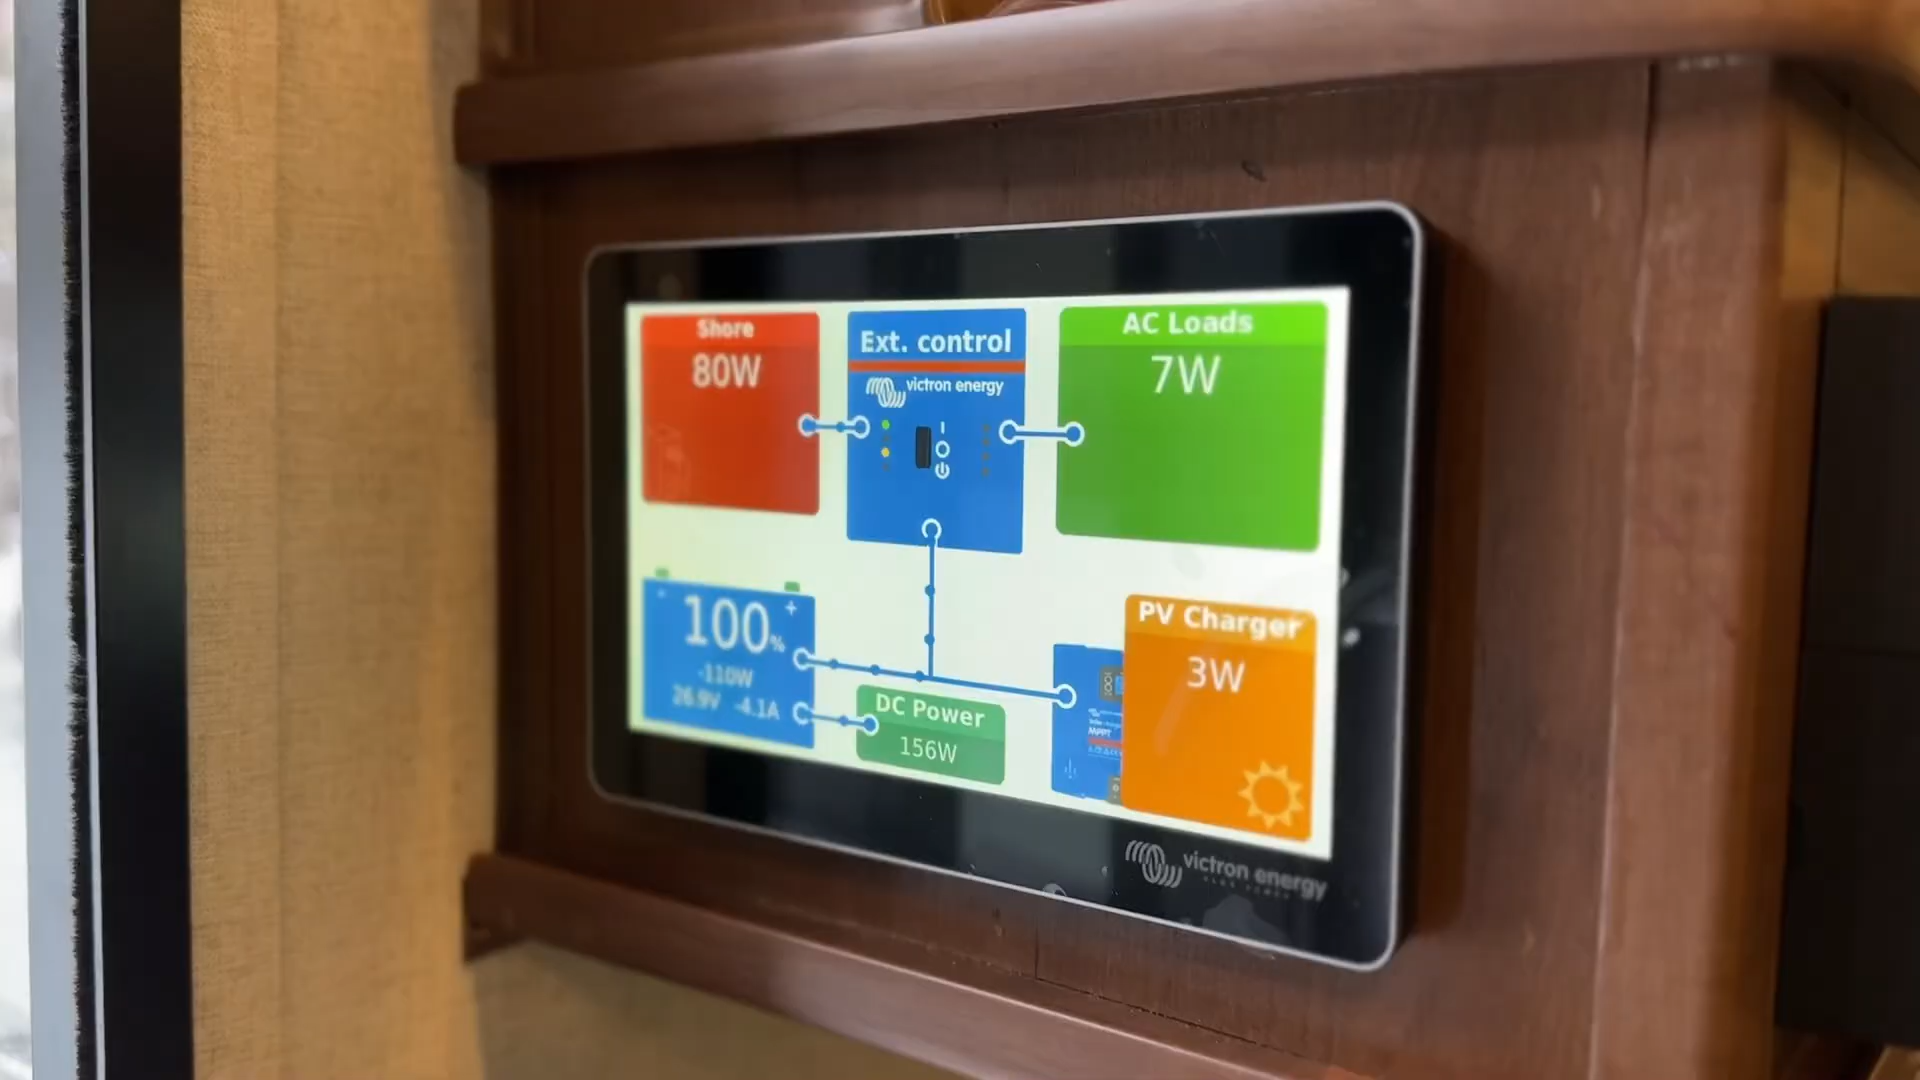 Shore
80W
Ext. control
victron energy
AC Loads
7W
100%
-110W
26.9V -4.1A
DC Power
156W
MPPT
PV Charger
3W
victron energy